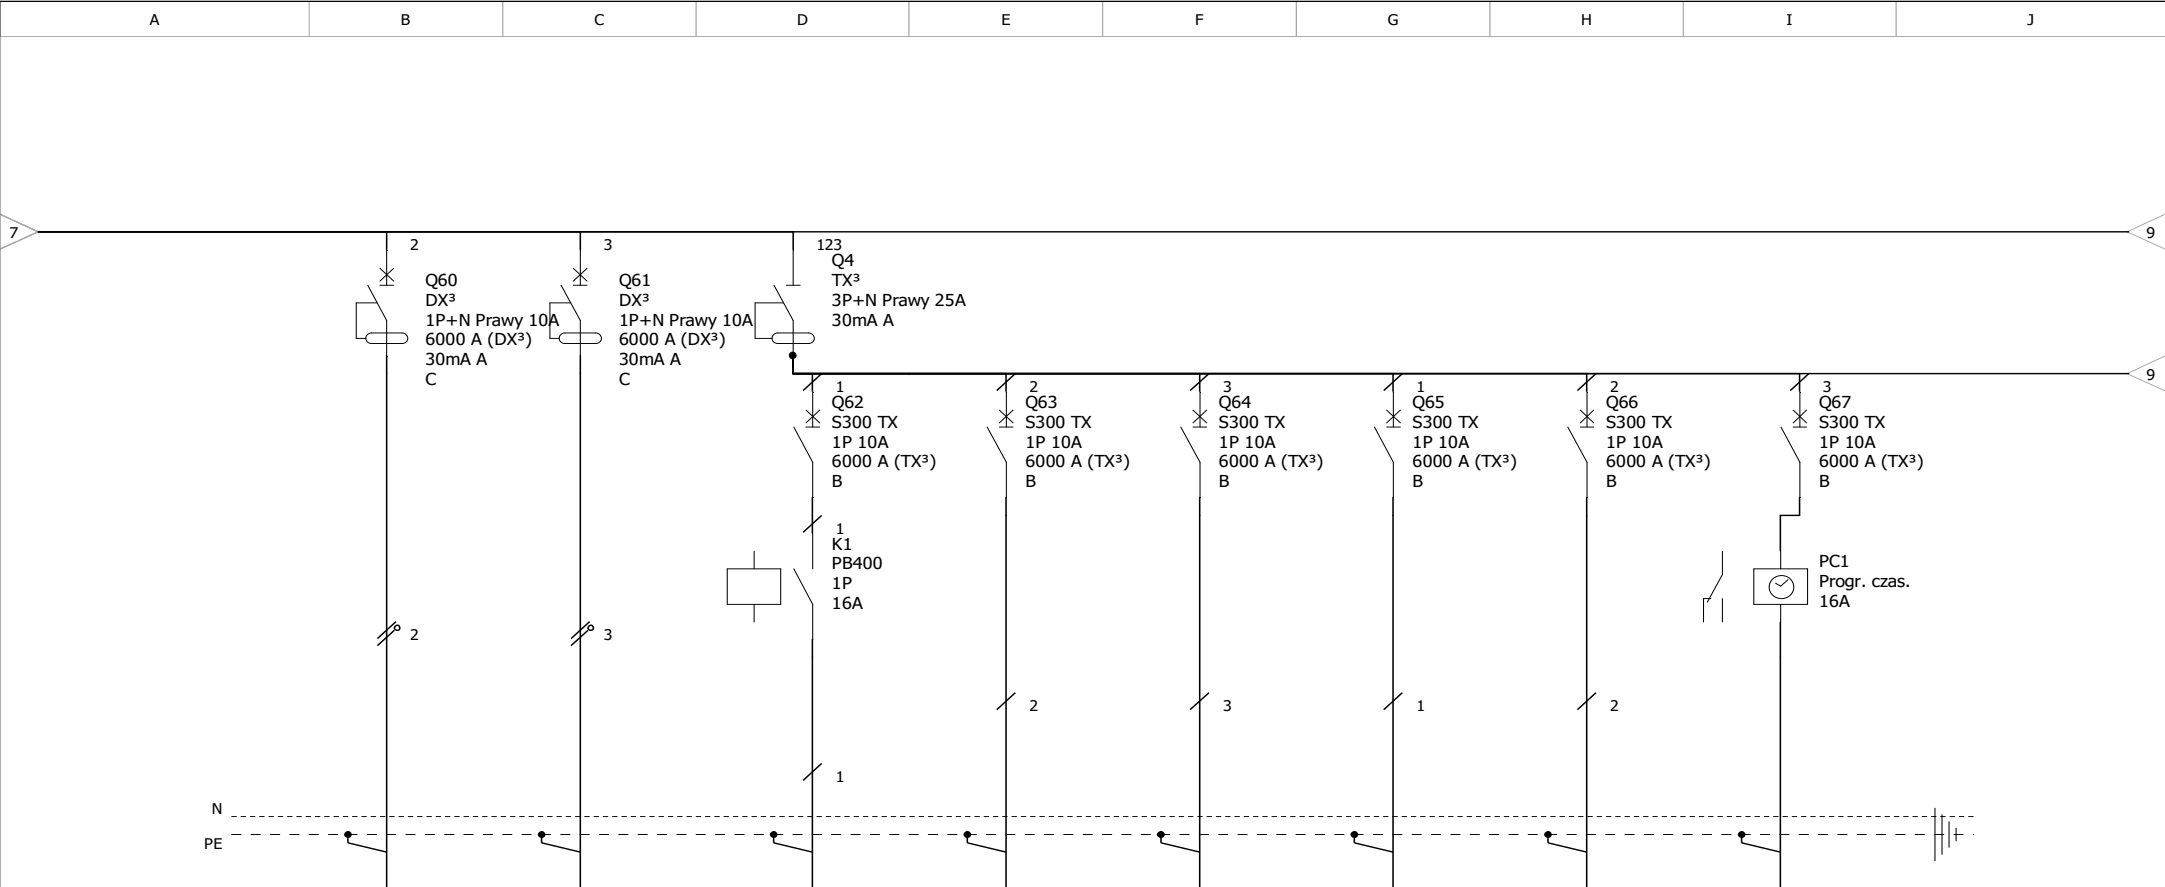 A B C D E F G H I J
7
9
2
3
123
Q60
DX³
1P+N Prawy 10A
6000 A (DX³)
30mA A
C
Q61
DX³
1P+N Prawy 10A
6000 A (DX³)
30mA A
C
Q4
TX³
3P+N Prawy 25A
30mA A
9
1
Q62
S300 TX
1P 10A
6000 A (TX³)
B
2
Q63
S300 TX
1P 10A
6000 A (TX³)
B
3
Q64
S300 TX
1P 10A
6000 A (TX³)
B
1
Q65
S300 TX
1P 10A
6000 A (TX³)
B
2
Q66
S300 TX
1P 10A
6000 A (TX³)
B
3
Q67
S300 TX
1P 10A
6000 A (TX³)
B
1
K1
PB400
1P
16A
PC1
Progr. czas.
16A
2
3
2
3
1
2
1
N
PE